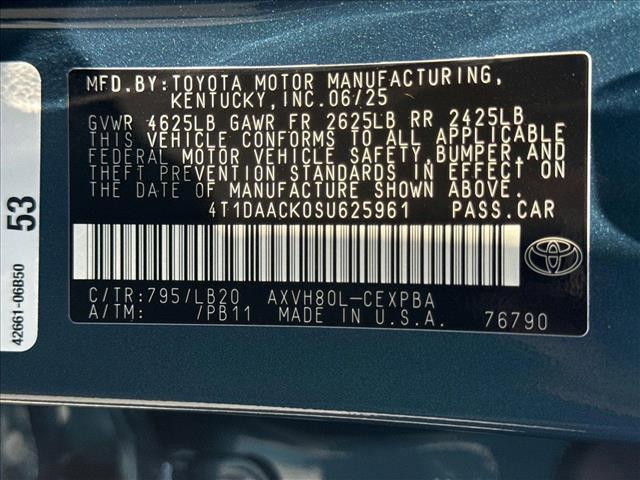 MFD.BY:TOYOTA MOTOR MANUFACTURING,
KENTUCKY,INC.06/25
GVWR 4625LB GAWR FR 2625LB RR 2425LB
THIS VEHICLE CONFORMS TO ALL APPLICABLE
FEDERAL MOTOR VEHICLE SAFETY,BUMPER,AND
THEFT PREVENTION STANDARDS IN EFFECT ON
THE DATE OF MANUFACTURE SHOWN ABOVE.
4T1DAACK0SU625961 PASS.CAR
C/TR:795/LB20 AXVH80L-CEXPBA
A/TM: /PB11 MADE IN U.S.A. 76790
53
42661-06B50